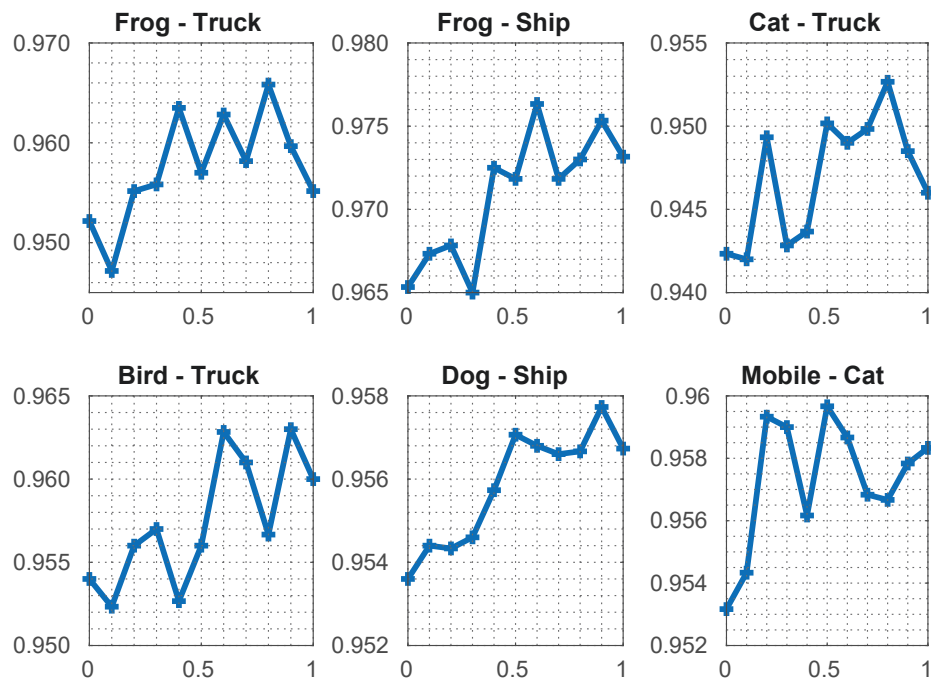 Frog - Truck
0.970
0.960
0.950
0 0.5 1
Frog - Ship
0.980
0.975
0.970
0.965
0 0.5 1
Cat - Truck
0.955
0.950
0.945
0.940
0 0.5 1
Bird - Truck
0.965
0.960
0.955
0.950
0 0.5 1
Dog - Ship
0.958
0.956
0.954
0.952
0 0.5 1
Mobile - Cat
0.96
0.958
0.956
0.954
0.952
0 0.5 1